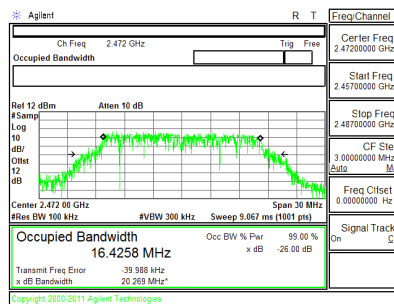 Agilent R T
Freq/Channel
Ch Freq 2.472 GHz Trig Free
Occupied Bandwidth
Center Freq
2.47200000 GHz
Start Freq
2.45700000 GHz
Stop Freq
2.48700000 GHz
CF Ste
3.00000000 MHz
Auto M
Freq Offset
0.00000000 Hz
Signal Track
On
Ref 12 dBm Atten 10 dB
#Samp
Log
10
dB/
Offst
12
dB
Center 2.472 00 GHz Span 30 MHz
#Res BW 100 kHz #VBW 300 kHz Sweep 9.067 ms (1001 pts)
Occupied Bandwidth Occ BW % Pwr 99.00 %
16.4258 MHz x dB -26.00 dB
Transmit Freq Error -39.988 kHz
x dB Bandwidth 20.269 MHz*
Copyright 2000-2011 Agilent Technologies